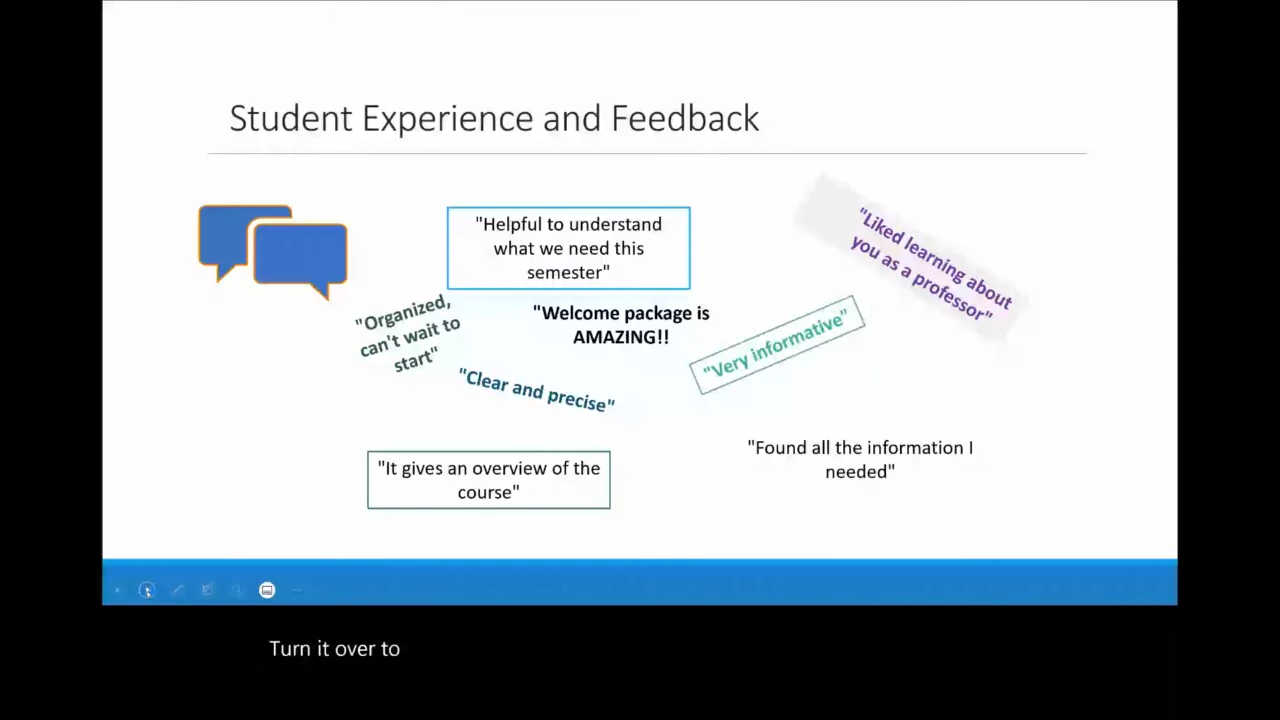 Student Experience and Feedback
"Helpful to understand
what we need this
semester"
"Liked learning about
you as a professor"
"Organized,
can't wait to
start"
"Welcome package is
AMAZING!!
"Very informative"
"Clear and precise"
"Found all the information I
needed"
"It gives an overview of the
course"
Turn it over to